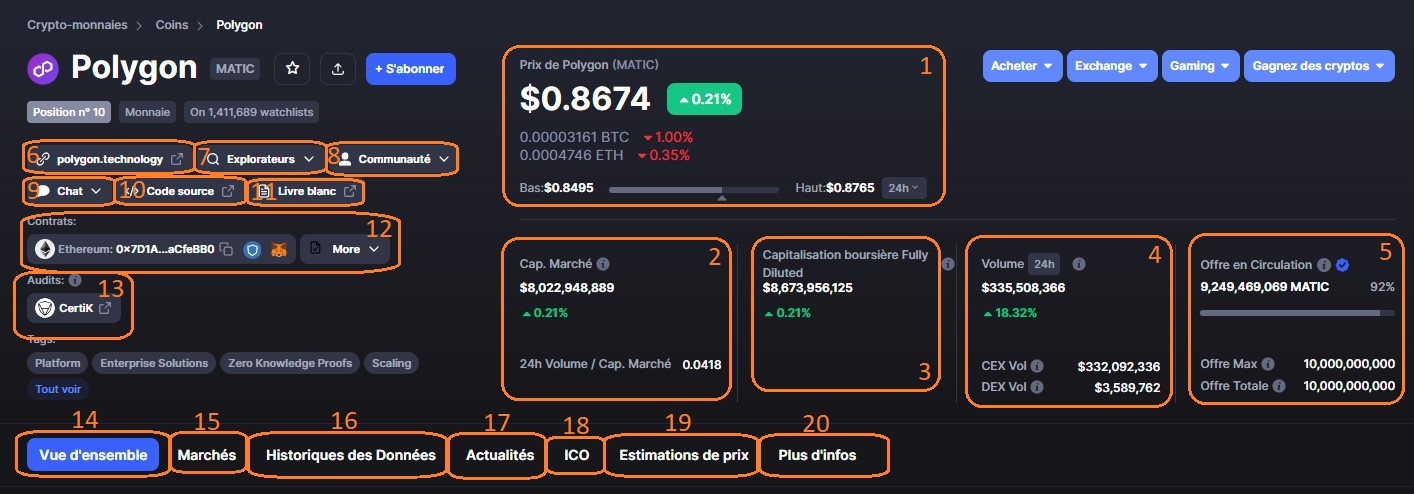 Crypto-monnaies > Coins > Polygon
Polygon MATIC + S'abonner
Position n° 10 Monnaie On 1,411,689 watchlists
6 polygon.technology 7 Explorateurs 8 Communauté
9 Chat 10 Code source 11 Livre blanc
Contrats: 12
Ethereum: 0x7D1A...aCfeBB0 More
Audits: 13
CertiK
Tags:
Platform Enterprise Solutions Zero Knowledge Proofs Scaling
Tout voir
Prix de Polygon (MATIC) 1
$0.8674 0.21%
0.00003161 BTC 1.00%
0.0004746 ETH 0.35%
Bas:$0.8495 Haut:$0.8765 24h
Acheter Exchange Gaming Gagnez des cryptos
Cap. Marché 2
$8,022,948,889
0.21%
24h Volume / Cap. Marché 0.0418
Capitalisation boursière Fully
Diluted
$8,673,956,125
0.21%
3
Volume 24h 4
$335,508,366
18.32%
CEX Vol $332,092,336
DEX Vol $3,589,762
Offre en Circulation 5
9,249,469,069 MATIC 92%
Offre Max 10,000,000,000
Offre Totale 10,000,000,000
14 15 16 17 18 19 20
Vue d'ensemble Marchés Historiques des Données Actualités ICO Estimations de prix Plus d'infos